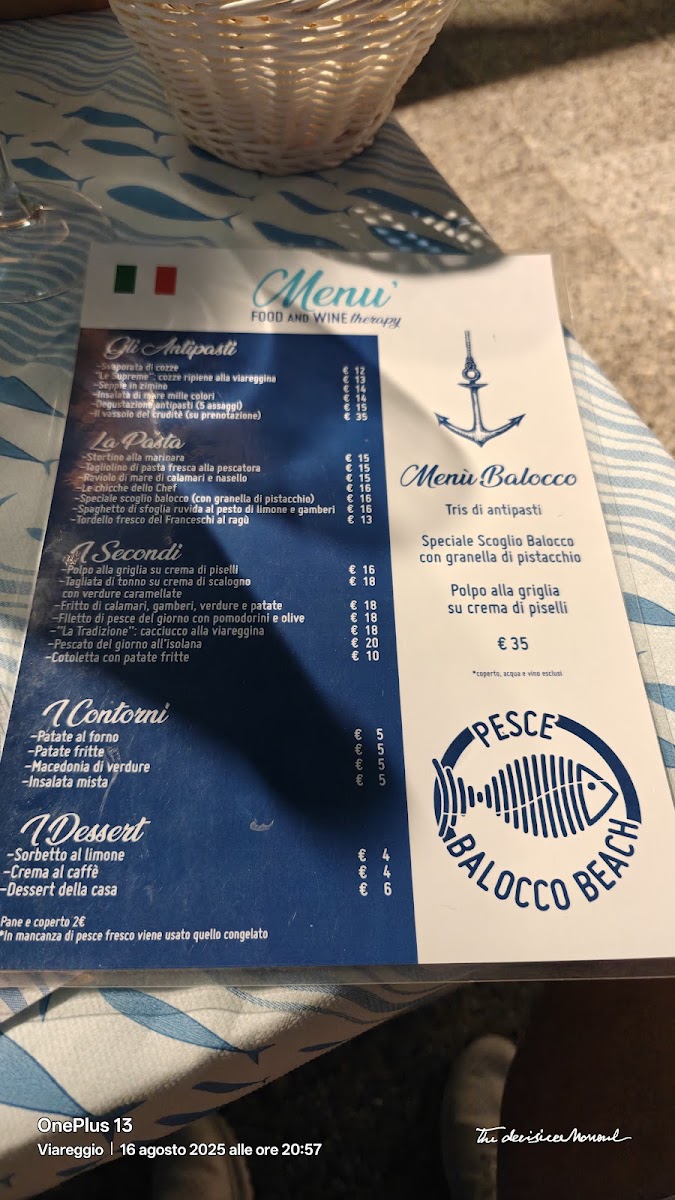 Menu'
FOOD AND WINE therapy
Gli Antipasti
-Svaporata di cozze € 12
-"Le Supreme": cozze ripiene alla viareggina € 13
-Seppie in zimino € 14
-Insalata di mare mille colori € 14
-Degustazione antipasti (5 assaggi) € 15
-Il vassoio del cruditè (su prenotazione) € 35
La Pasta
-Stortino alla marinara € 15
-Tagliolino di pasta fresca alla pescatora € 15
-Raviolo di mare di calamari e nasello € 15
-Le chicche dello Chef € 16
-Speciale scoglio balocco (con granella di pistacchio) € 16
-Spaghetto di sfoglia ruvida al pesto di limone e gamberi € 16
-Tordello fresco del Franceschi al ragù € 13
I Secondi
-Polpo alla griglia su crema di piselli € 16
-Tagliata di tonno su crema di scalogno € 18
con verdure caramellate
-Fritto di calamari, gamberi, verdure e patate € 18
-Filetto di pesce del giorno con pomodorini e olive € 18
-"La Tradizione": cacciucco alla viareggina € 18
-Pescato del giorno all'isolana € 20
-Cotoletta con patate fritte € 10
I Contorni
-Patate al forno € 5
-Patate fritte € 5
-Macedonia di verdure € 5
-Insalata mista € 5
I Dessert
-Sorbetto al limone € 4
-Crema al caffè € 4
-Dessert della casa € 6
Pane e coperto 2€
*In mancanza di pesce fresco viene usato quello congelato
Menù Balocco
Tris di antipasti
Speciale Scoglio Balocco
con granella di pistacchio
Polpo alla griglia
su crema di piselli
€ 35
*coperto, acqua e vino esclusi
PESCE
BALOCCO BEACH
OnePlus 13
Viareggio | 16 agosto 2025 alle ore 20:57